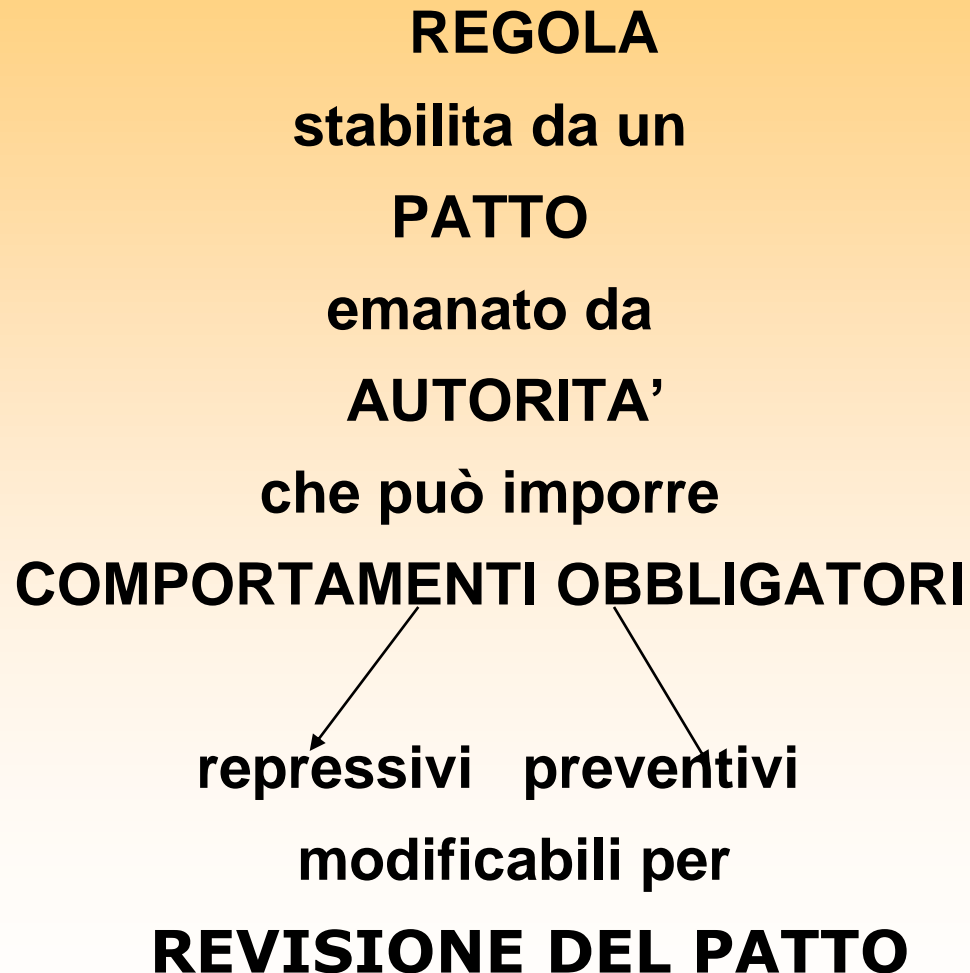 REGOLA
stabilita da un
PATTO
emanato da
AUTORITA’
che può imporre
COMPORTAMENTI OBBLIGATORI
repressivi preventivi
modificabili per
REVISIONE DEL PATTO